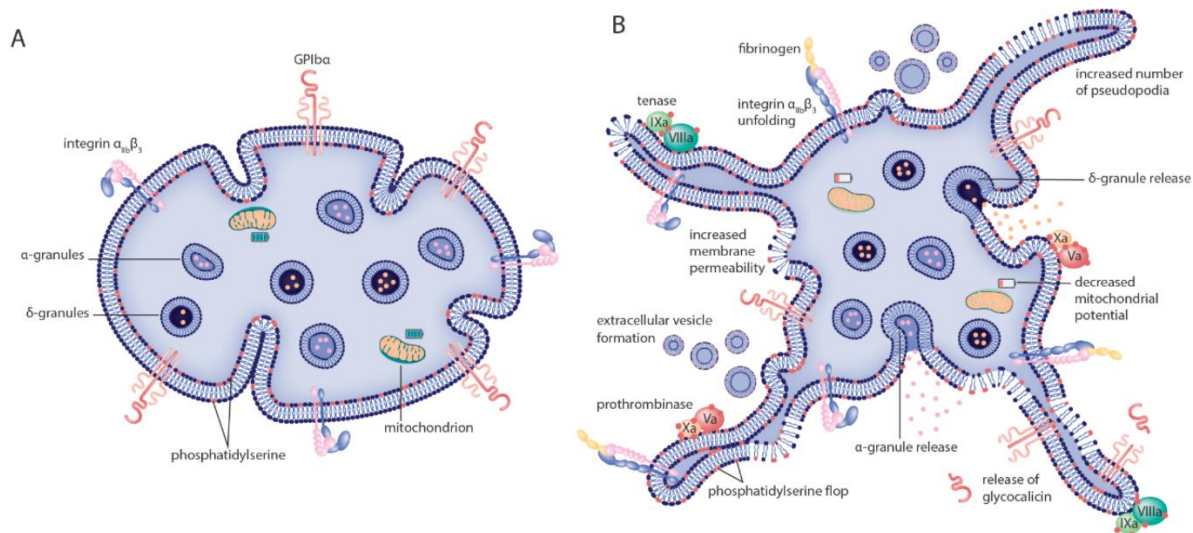 A
GPIbα
integrin αIIbβ3
α-granules
δ-granules
phosphatidylserine
mitochondrion
B
fibrinogen
tenase
IXa
VIIIa
integrin αIIbβ3
unfolding
increased number
of pseudopodia
δ-granule release
increased
membrane
permeability
Xa
Va
decreased
mitochondrial
potential
extracellular vesicle
formation
prothrombinase
Xa
Va
α-granule release
phosphatidylserine flop
release of
glycocalicin
VIIIa
IXa